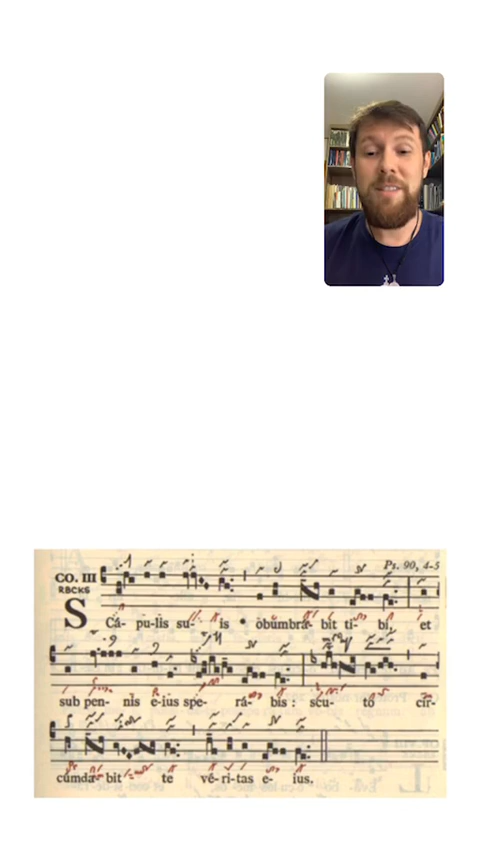 Ps. 90, 4-5
CO. III
RBCKS
SCá- pu-lis su- is • obumbrá- bit ti- bi, et
sub pen- nis e-ius spe- rá- bis : scu- to cir-
cúmda- bit te vé-ri-tas e- ius.